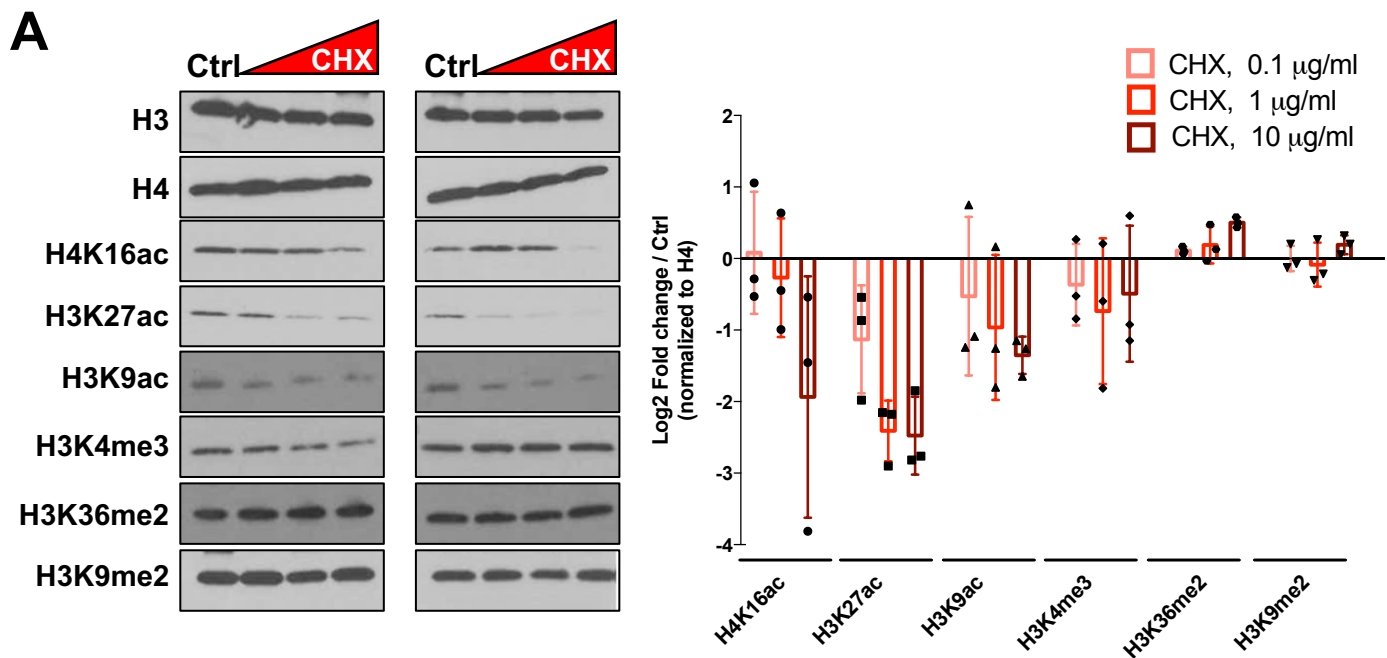 A
Ctrl CHX
Ctrl CHX
H3
H4
H4K16ac
H3K27ac
H3K9ac
H3K4me3
H3K36me2
H3K9me2
CHX, 0.1 μg/ml
CHX, 1 μg/ml
CHX, 10 μg/ml
Log2 Fold change / Ctrl
(normalized to H4)
2
1
0
-1
-2
-3
-4
H4K16ac
H3K27ac
H3K9ac
H3K4me3
H3K36me2
H3K9me2